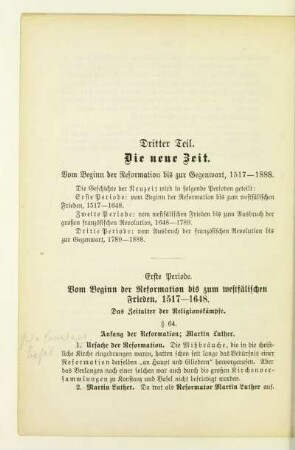 Dritter Teil.
Die neue Zeit.
Vom Beginn der Reformation bis zur Gegenwart, 1517—1888.
Die Geschichte der Neuzeit wird in folgende Perioden geteilt:
Erste Periode: vom Beginn der Reformation bis zum westfälischen
Frieden, 1517—1648.
Zweite Periode: vom westfälischen Frieden bis zum Ausbruch der
großen französischen Revolution, 1648—1789.
Dritte Periode: vom Ausbruch der französischen Revolution bis
zur Gegenwart, 1789—1888.
Erste Periode.
Vom Beginn der Reformation bis zum westfälischen
Frieden, 1517—1648.
Das Zeitalter der Religionskämpfe.
§ 64.
Anfang der Reformation; Martin Luther.
1. Ursache der Reformation. Die Mißbräuche, die in die christ-
liche Kirche eingedrungen waren, hatten schon seit lange das Bedürfnis einer
Reformation derselben „an Haupt und Gliedern“ hervorgerufen. Aber
das Verlangen nach einer solchen war auch durch die großen Kirchenver-
sammlungen zu Konstanz und Basel nicht befriedigt worden.
2. Martin Luther. Da trat als Reformator Martin Luther auf.
Basel